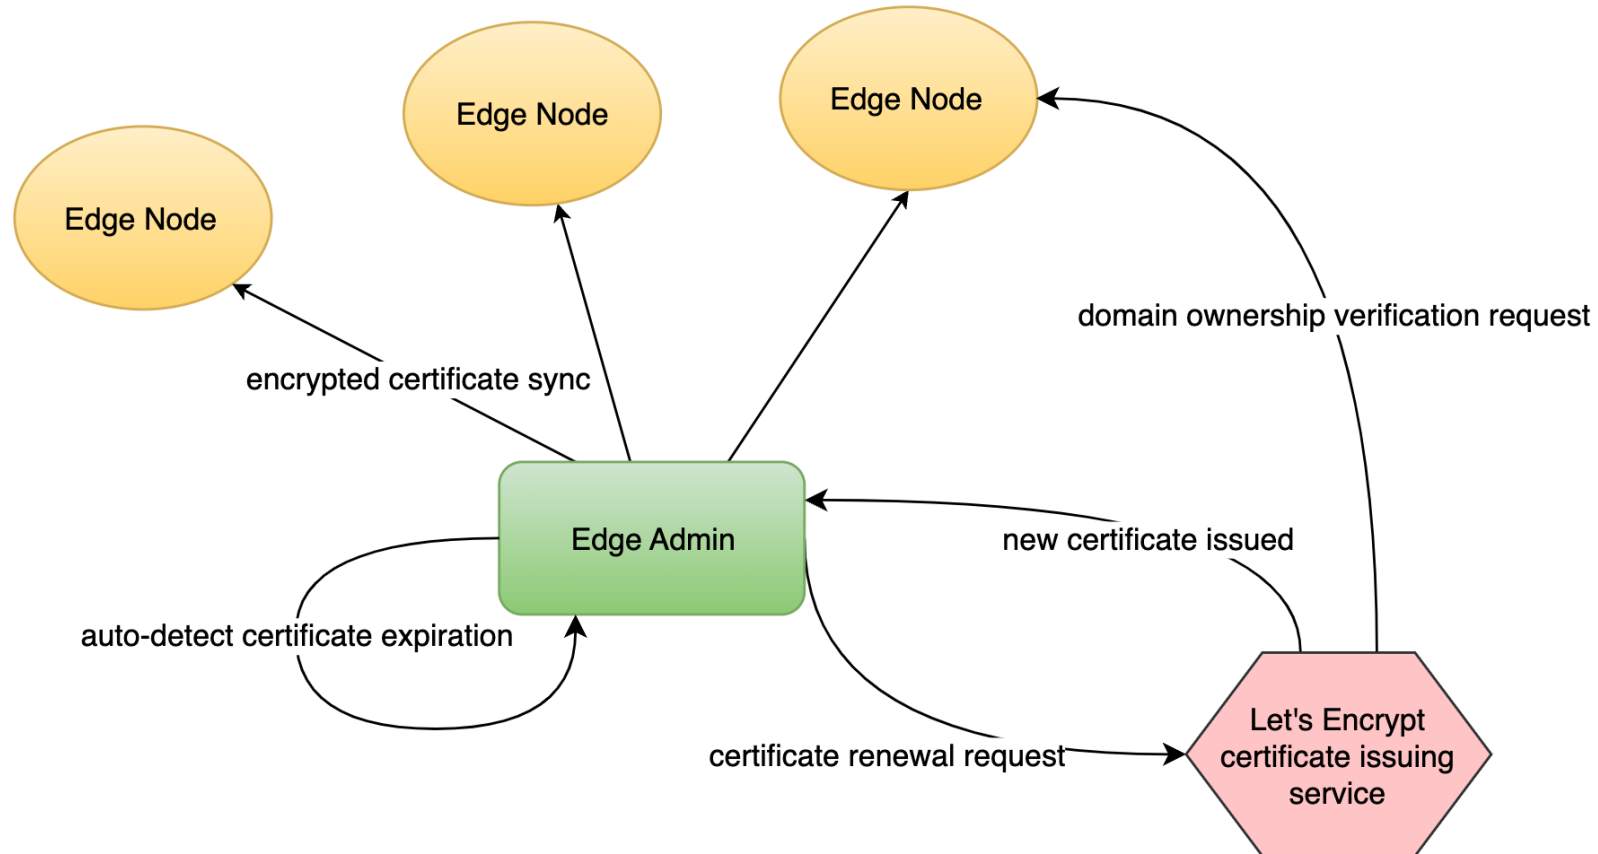 Edge Node
Edge Node
Edge Node
domain ownership verification request
encrypted certificate sync
Edge Admin
new certificate issued
auto-detect certificate expiration
certificate renewal request
Let's Encrypt
certificate issuing
service